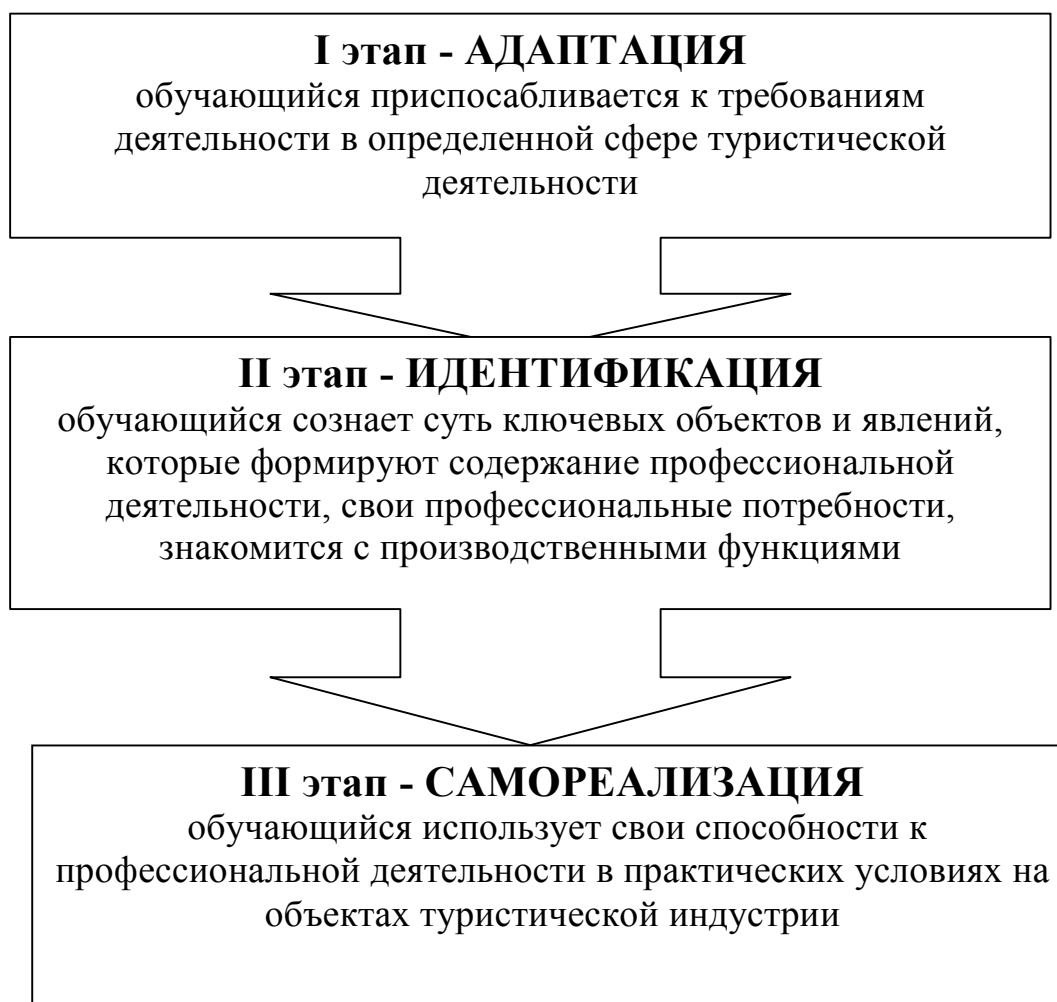 I этап - АДАПТАЦИЯ
обучающийся приспосабливается к требованиям
деятельности в определенной сфере туристической
деятельности
II этап - ИДЕНТИФИКАЦИЯ
обучающийся сознает суть ключевых объектов и явлений,
которые формируют содержание профессиональной
деятельности, свои профессиональные потребности,
знакомится с производственными функциями
III этап - САМОРЕАЛИЗАЦИЯ
обучающийся использует свои способности к
профессиональной деятельности в практических условиях на
объектах туристической индустрии